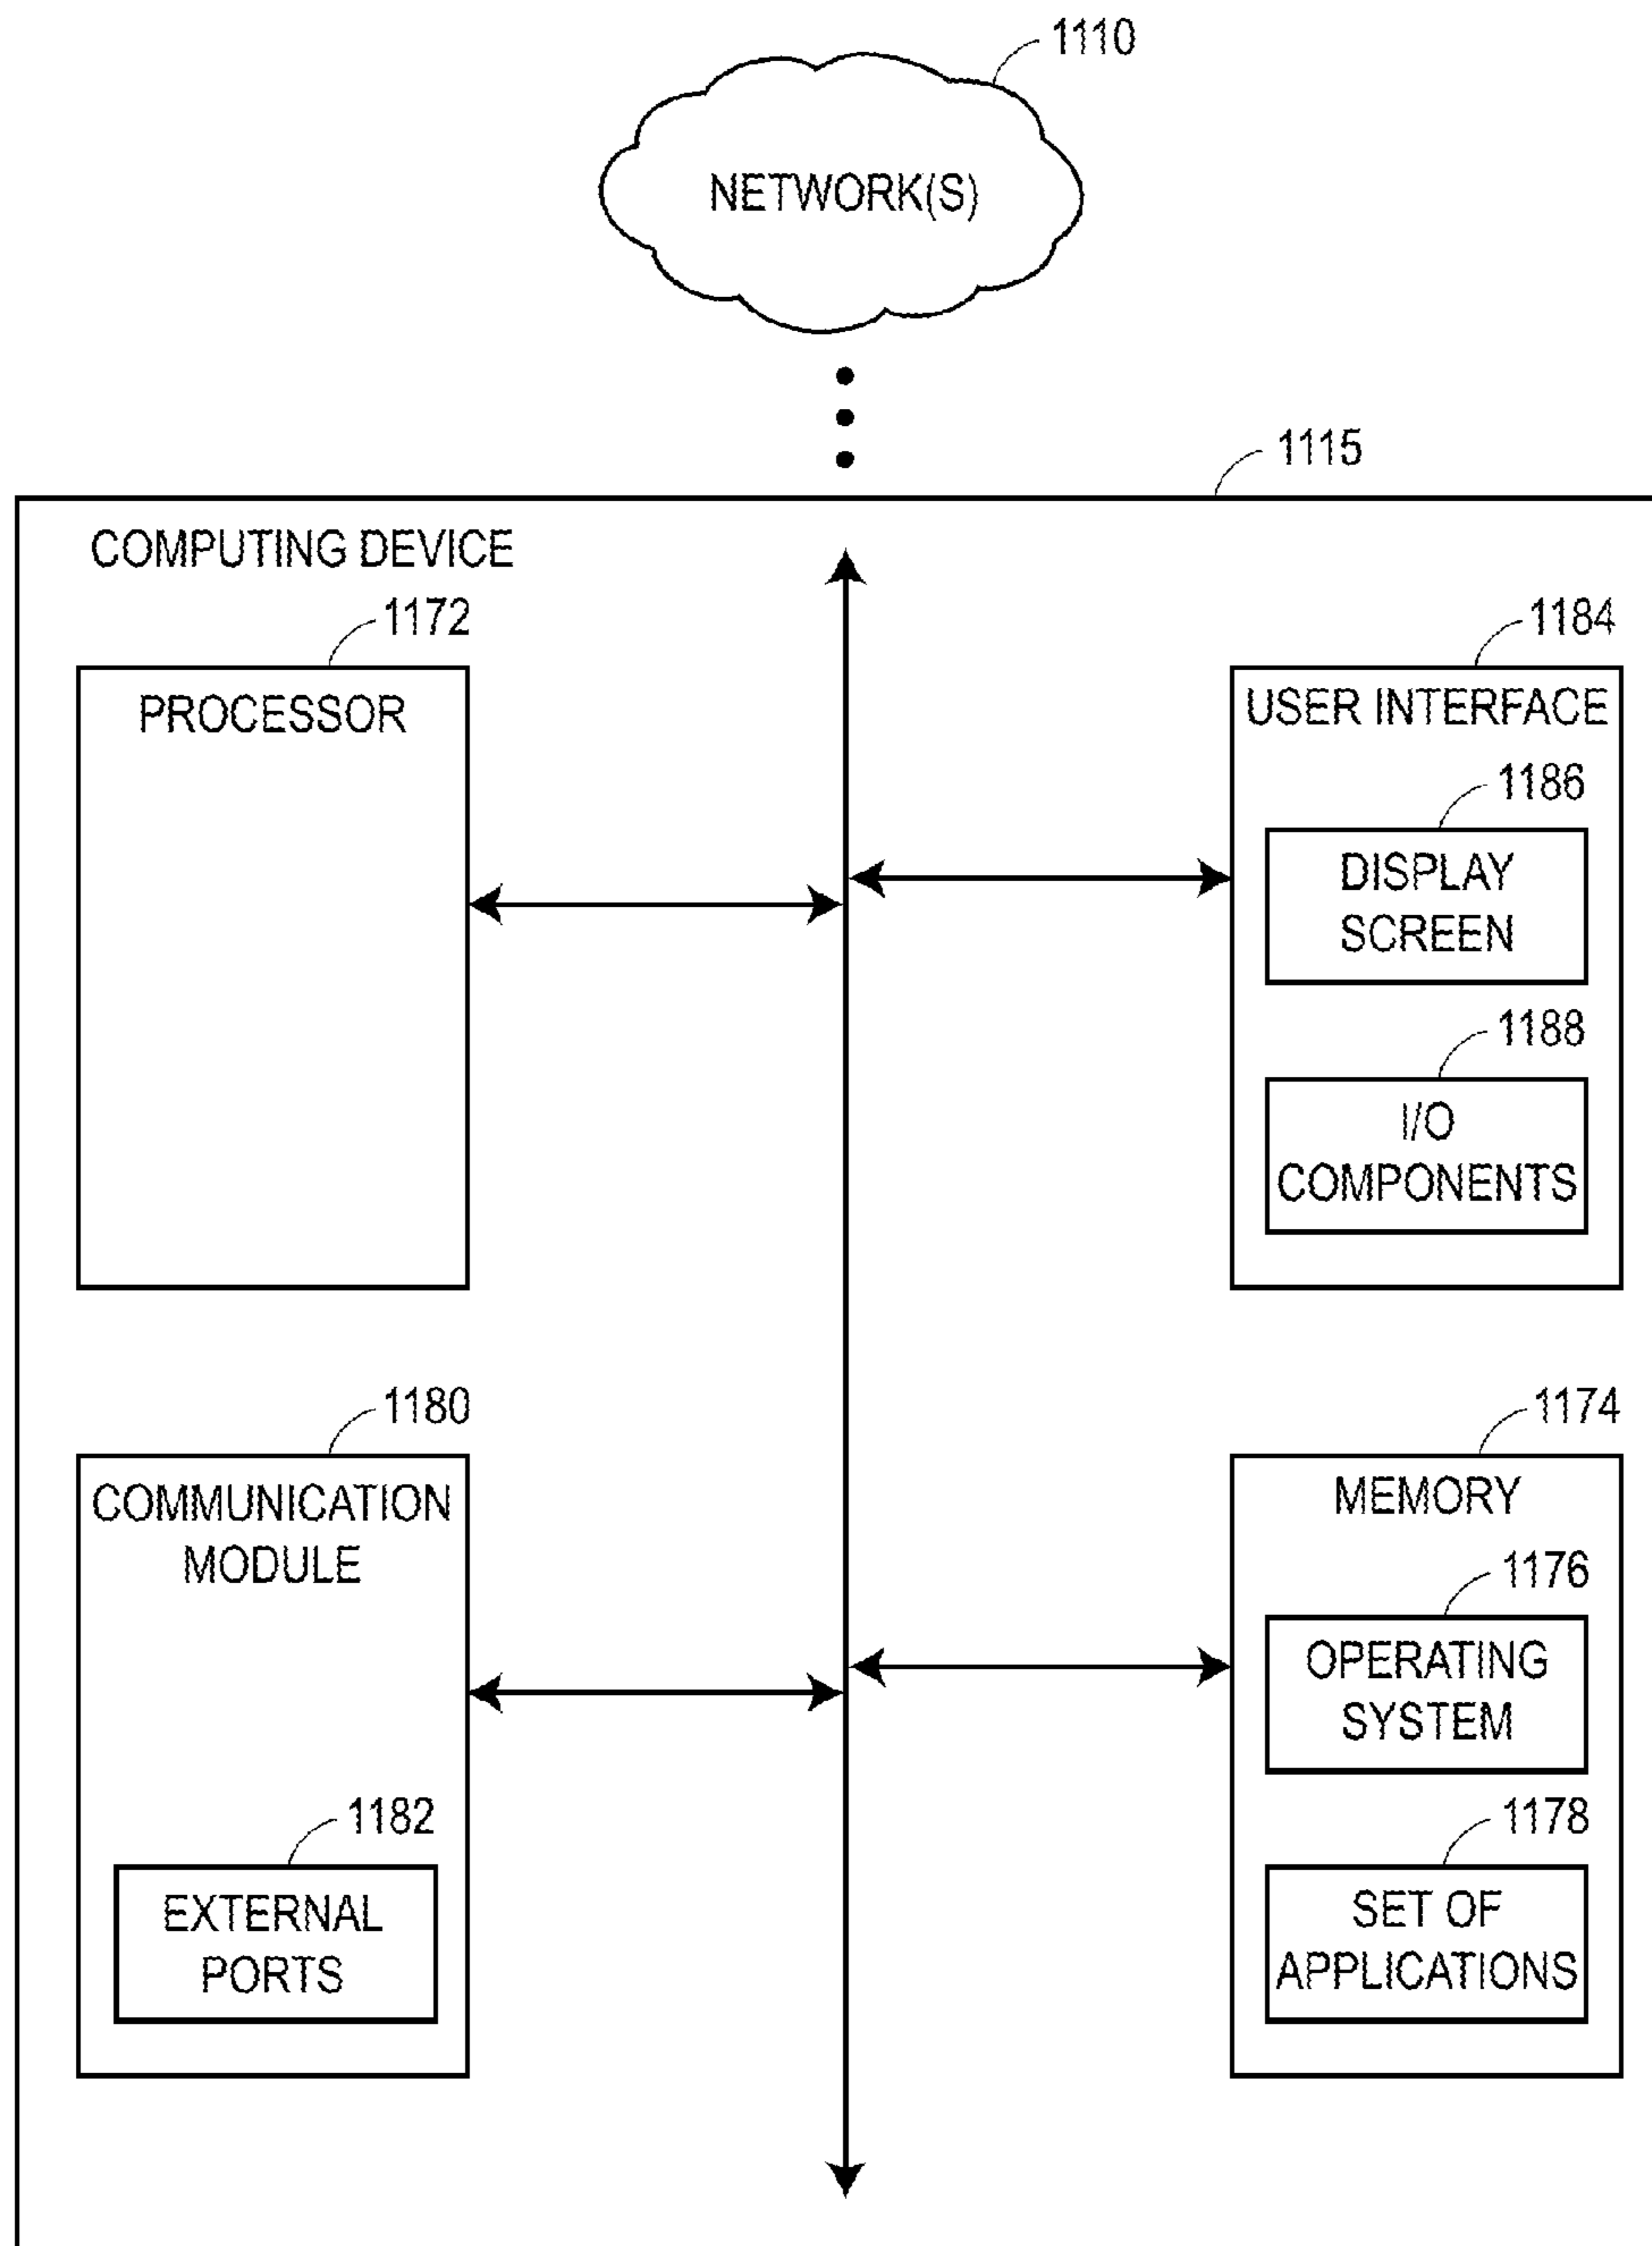 1110
NETWORK(S)
1115
COMPUTING DEVICE
1172
PROCESSOR
1184
USER INTERFACE
1186
DISPLAY
SCREEN
1188
I/O
COMPONENTS
1180
COMMUNICATION
MODULE
1182
EXTERNAL
PORTS
1174
MEMORY
1176
OPERATING
SYSTEM
1178
SET OF
APPLICATIONS